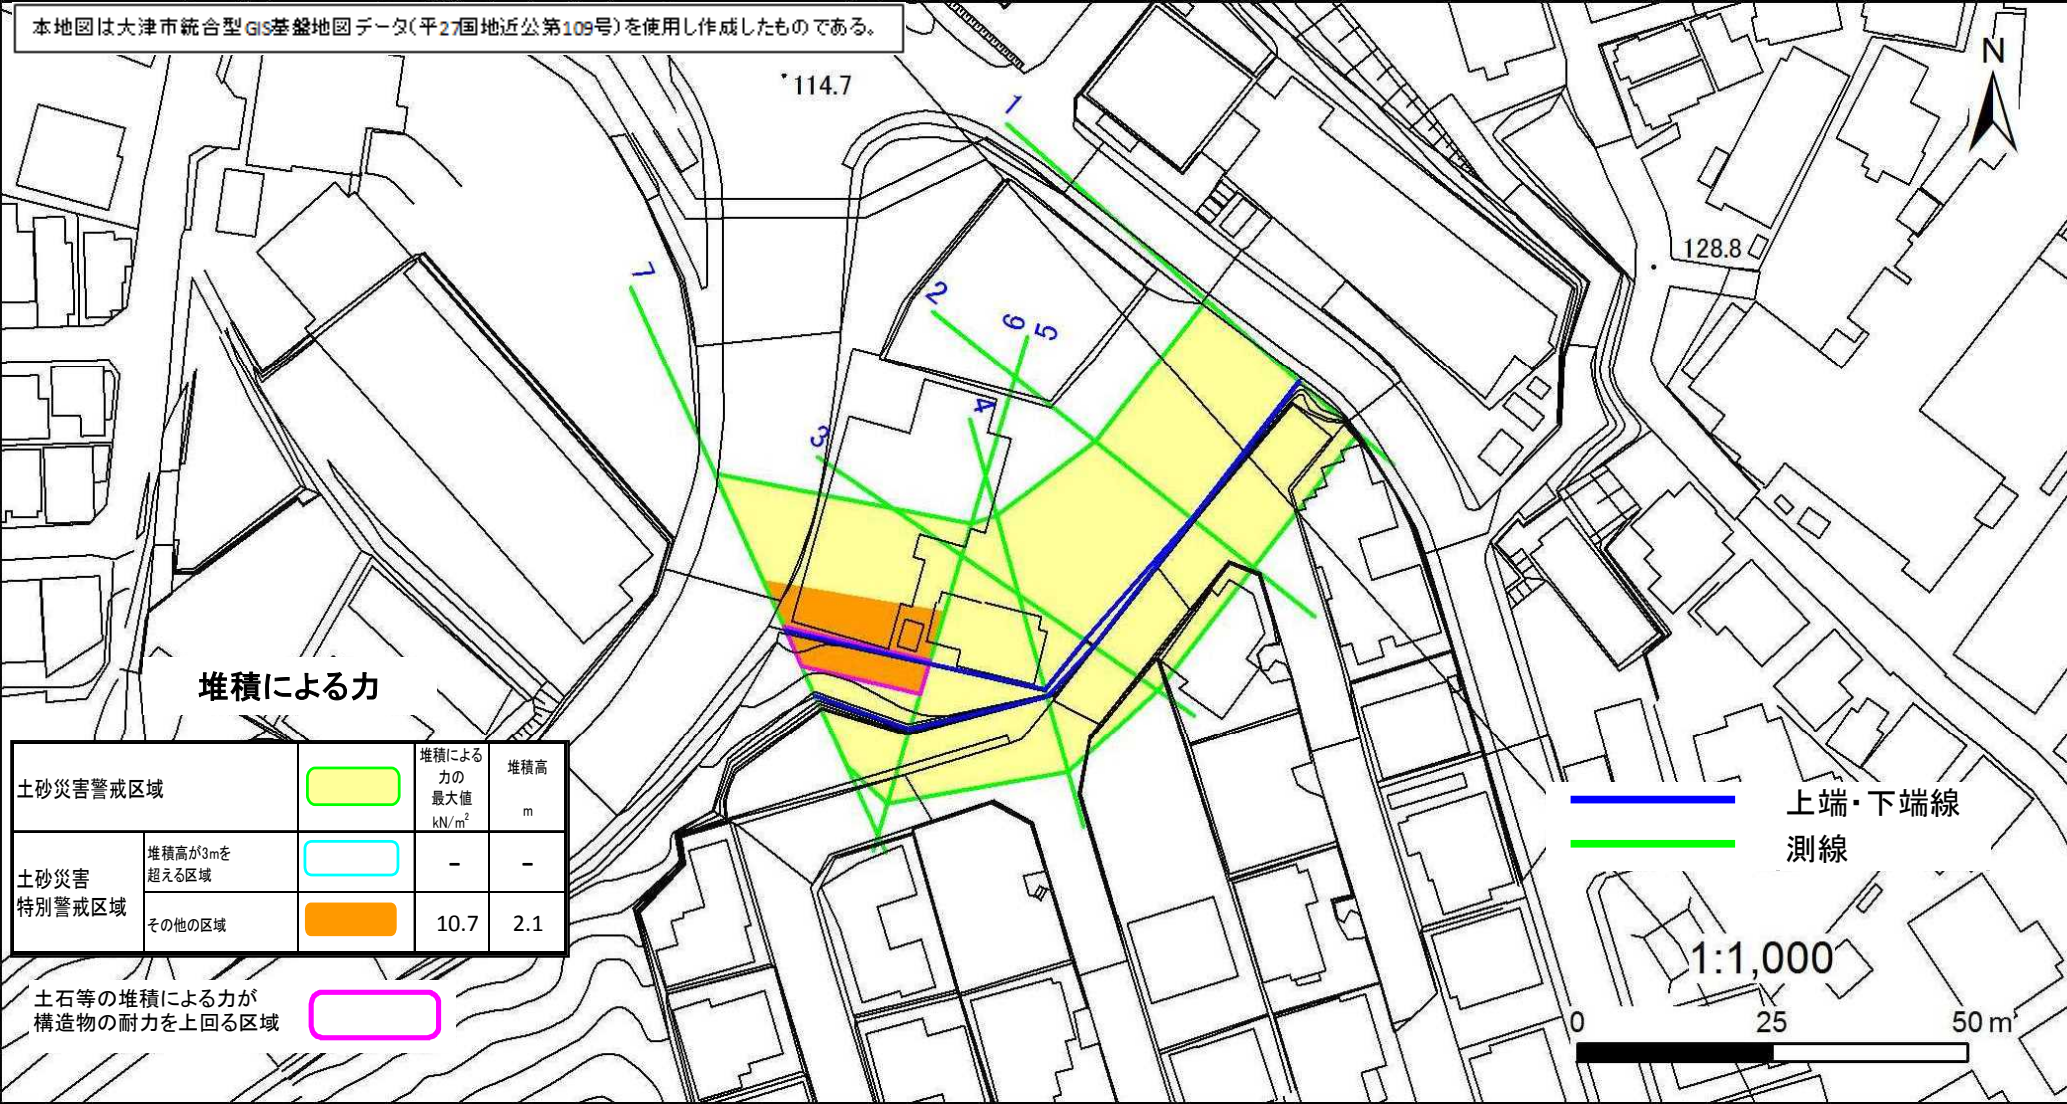 本地図は大津市統合型GIS基盤地図データ(平27国地近公第109号)を使用し作成したものである。
N
114.7
128.8
1
2
3
4
5
6
7
堆積による力
土砂災害警戒区域
堆積による
力の
最大値
kN/m²
堆積高
m
土砂災害
特別警戒区域
堆積高が3mを
超える区域
-
-
その他の区域
10.7
2.1
土石等の堆積による力が
構造物の耐力を上回る区域
上端・下端線
測線
1:1,000
0 25 50 m